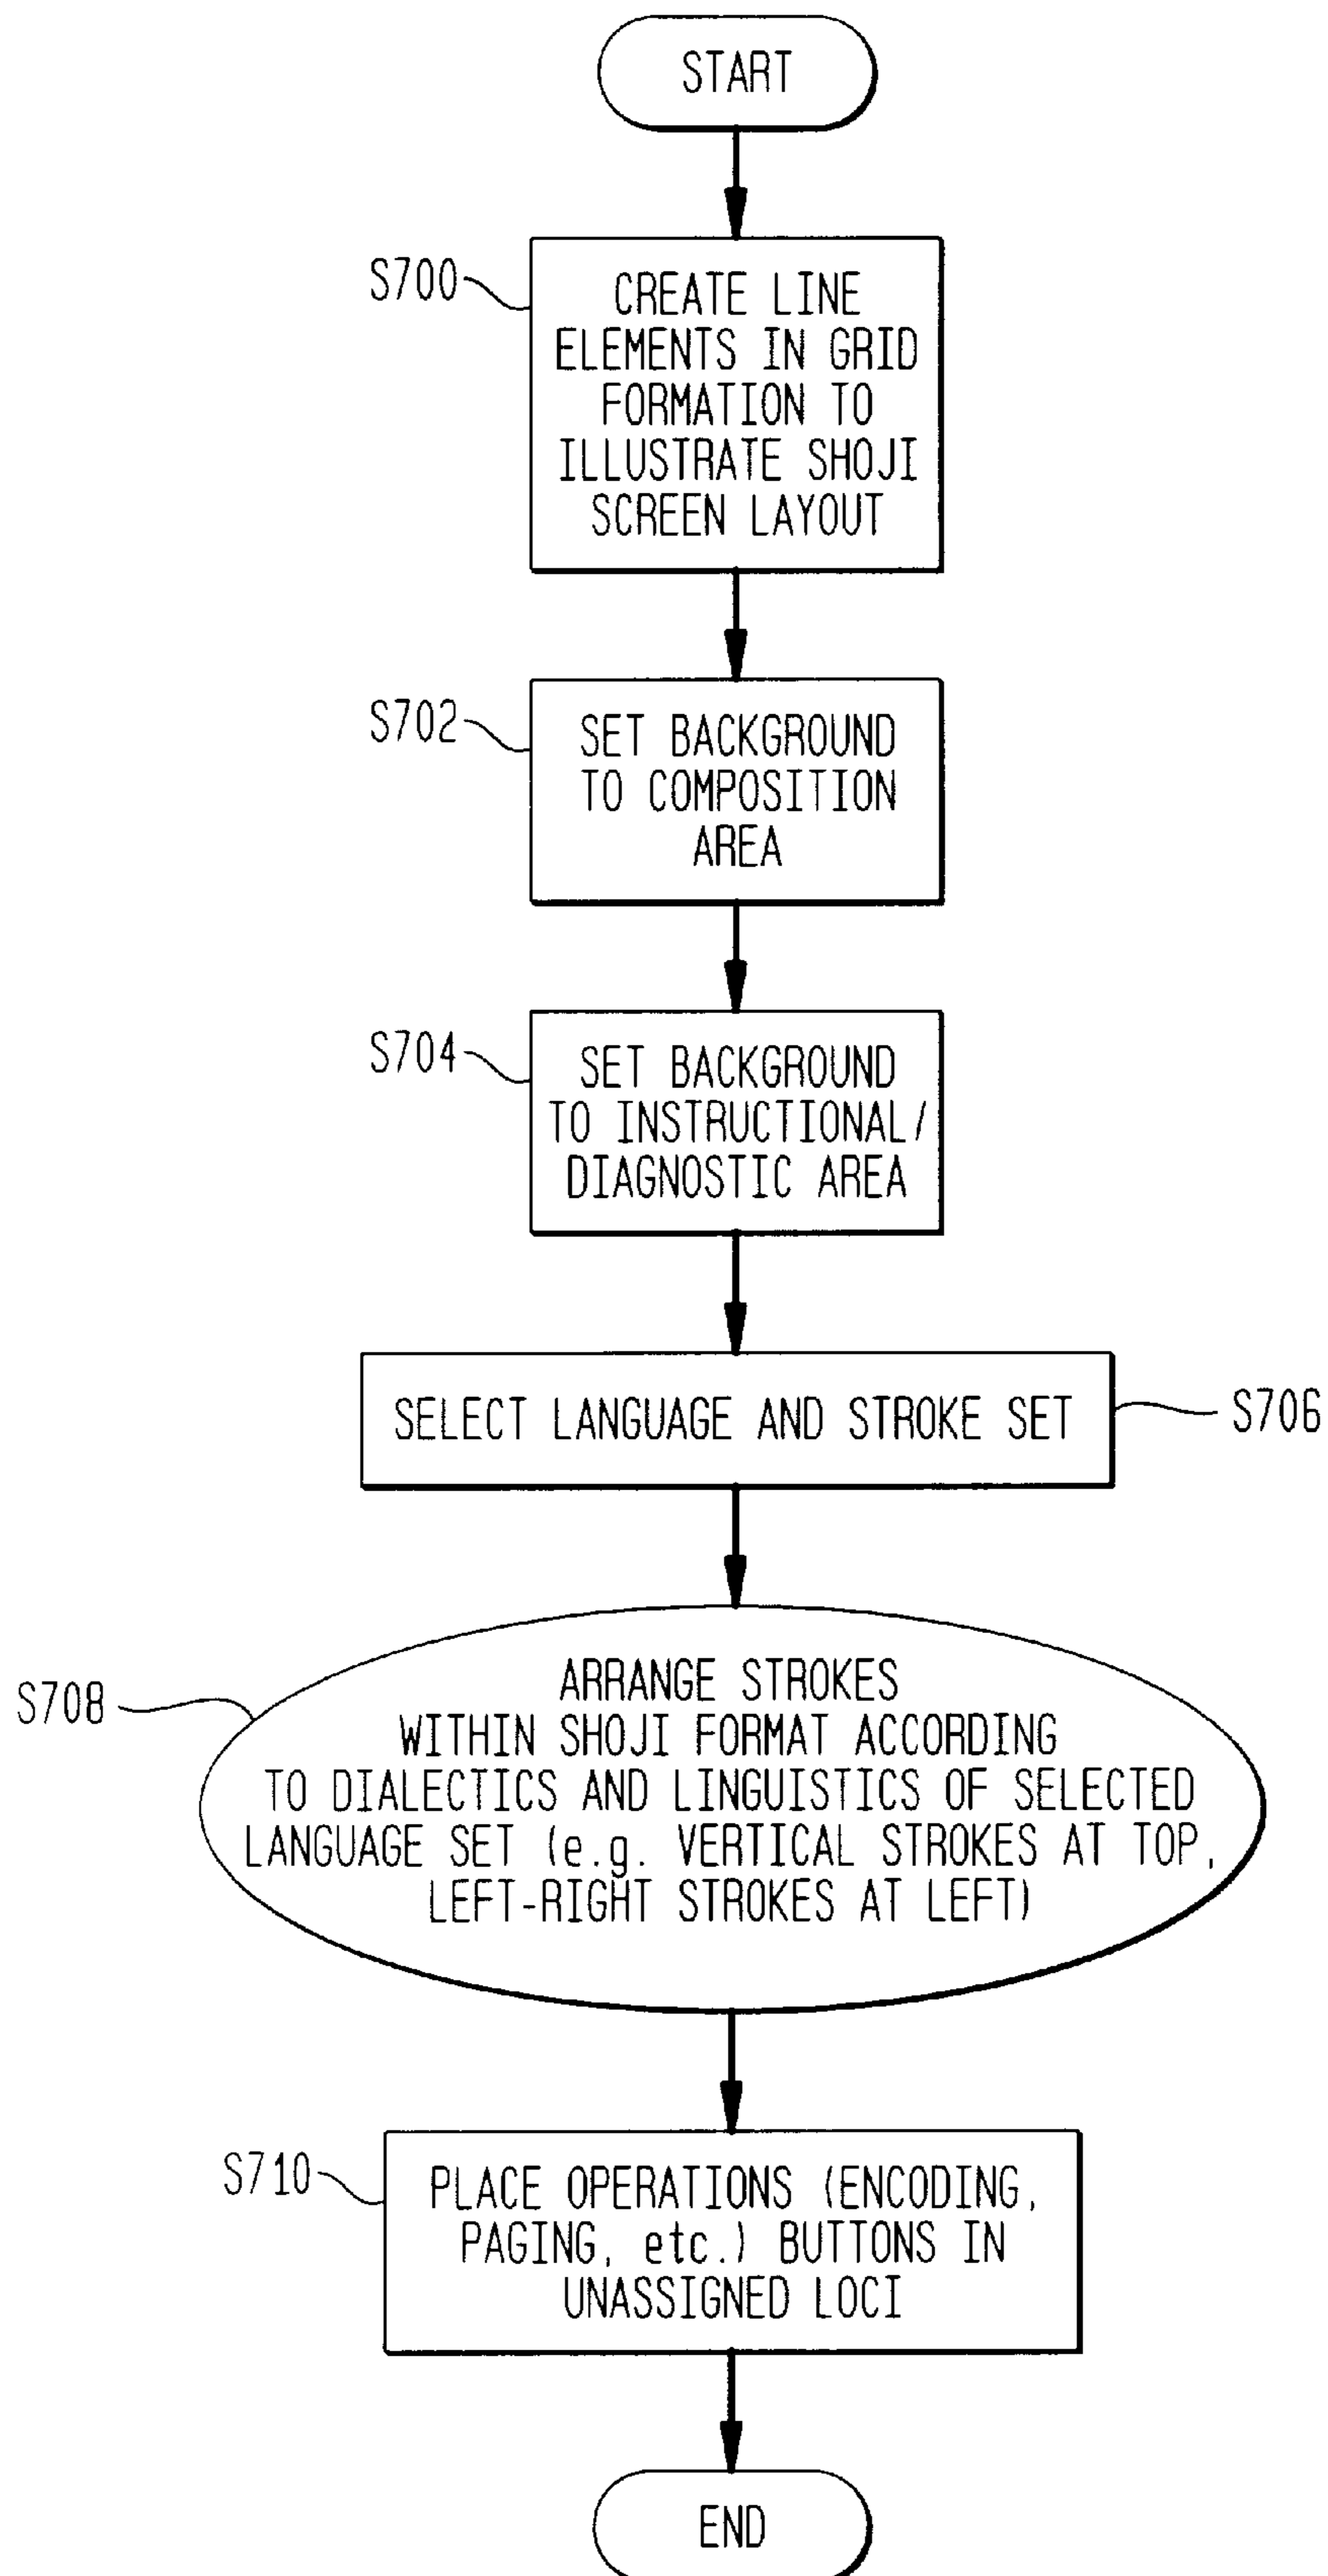 START
S700
CREATE LINE
ELEMENTS IN GRID
FORMATION TO
ILLUSTRATE SHOJI
SCREEN LAYOUT
S702
SET BACKGROUND
TO COMPOSITION
AREA
S704
SET BACKGROUND
TO INSTRUCTIONAL/
DIAGNOSTIC AREA
SELECT LANGUAGE AND STROKE SET
S706
S708
ARRANGE STROKES
WITHIN SHOJI FORMAT ACCORDING
TO DIALECTICS AND LINGUISTICS OF SELECTED
LANGUAGE SET (e.g. VERTICAL STROKES AT TOP,
LEFT-RIGHT STROKES AT LEFT)
S710
PLACE OPERATIONS (ENCODING,
PAGING, etc.) BUTTONS IN
UNASSIGNED LOCI
END